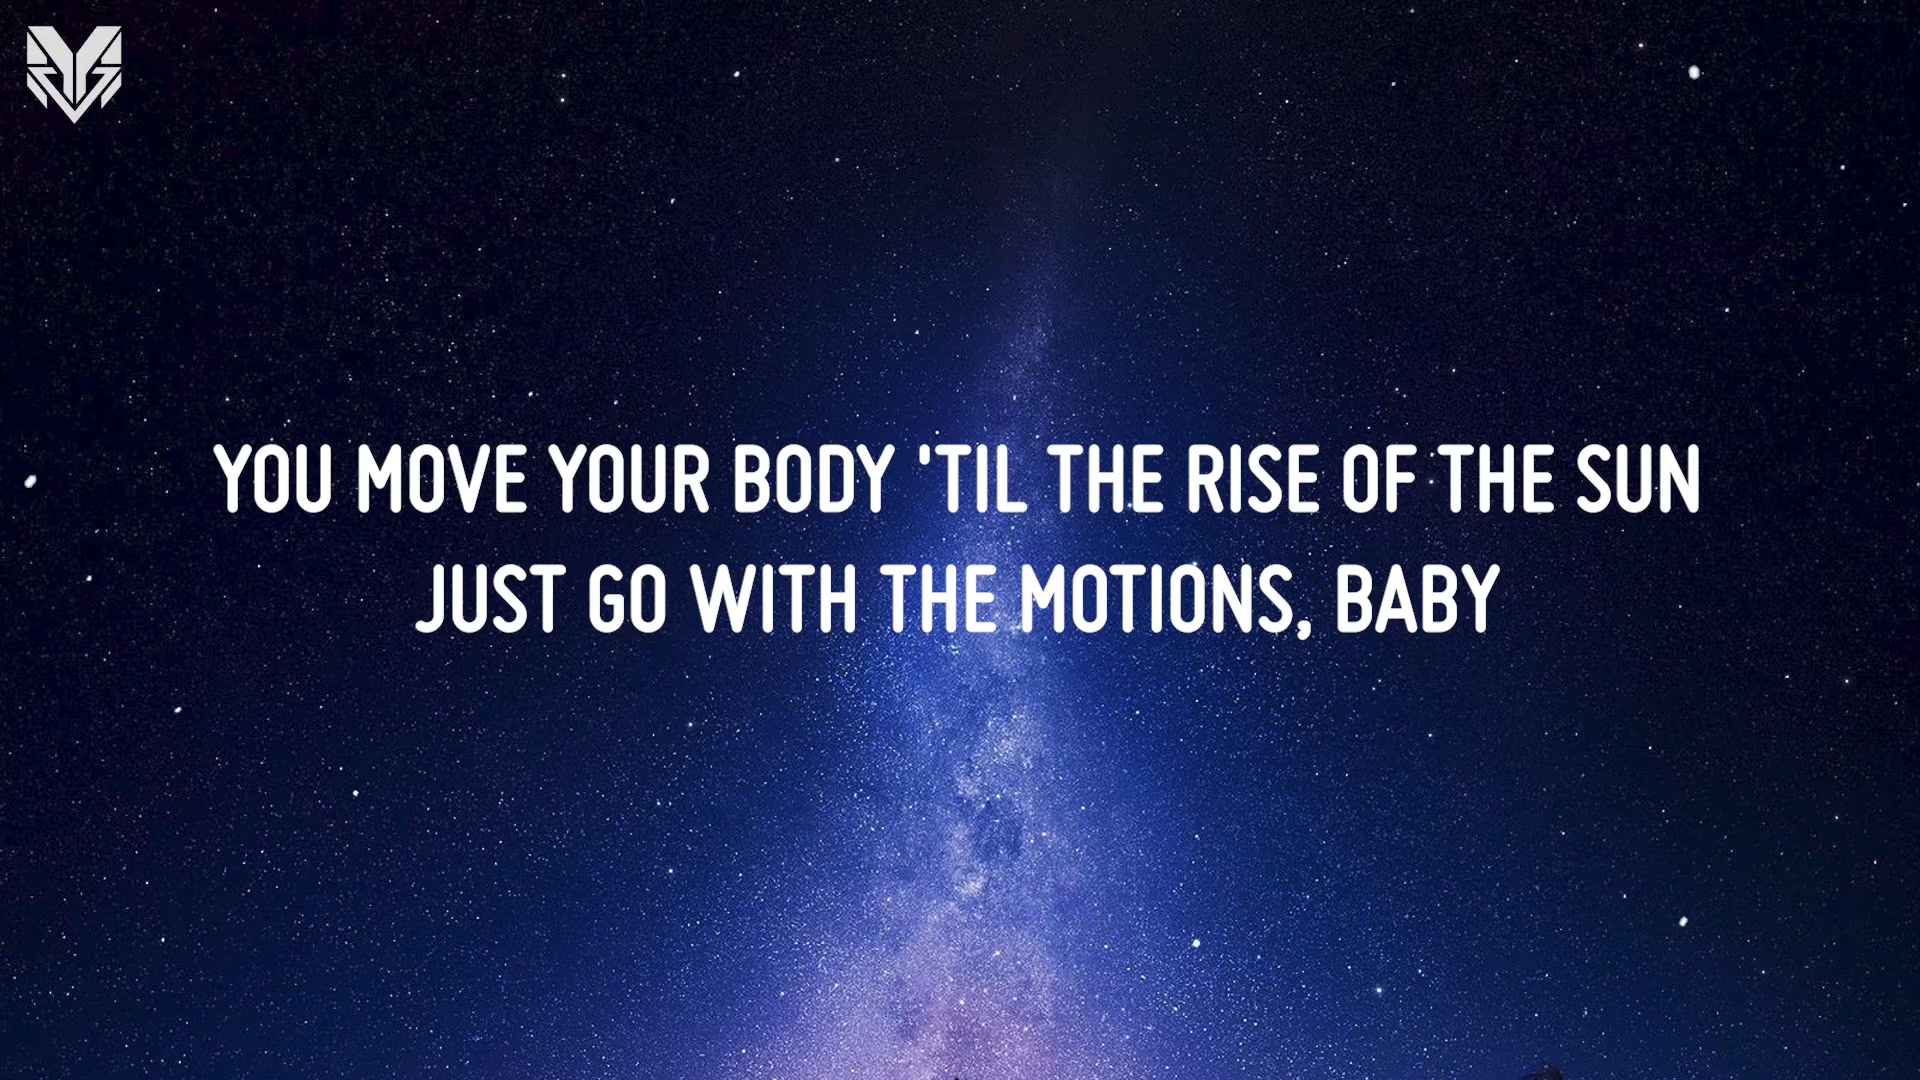 YOU MOVE YOUR BODY 'TIL THE RISE OF THE SUN
JUST GO WITH THE MOTIONS, BABY